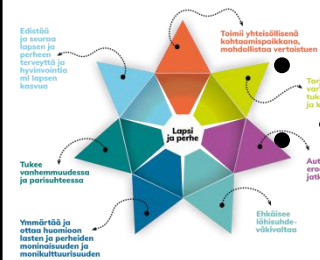 Edistää
ja seuraa
lapsen ja
perheen
terveyttä ja
hyvinvointia
ml lapsen
kasvua
Toimii yhteisöllisenä
kohtaamispaikkana,
mahdollistaa vertaistuen
Lapsi
ja perhe
Tukee
vanhemmuudessa
ja parisuhteessa
Ehkäisee
lähisuhde-
väkivaltaa
Ymmärtää ja
ottaa huomioon
lasten ja perheiden
moninaisuuden ja
monikulttuurisuuden